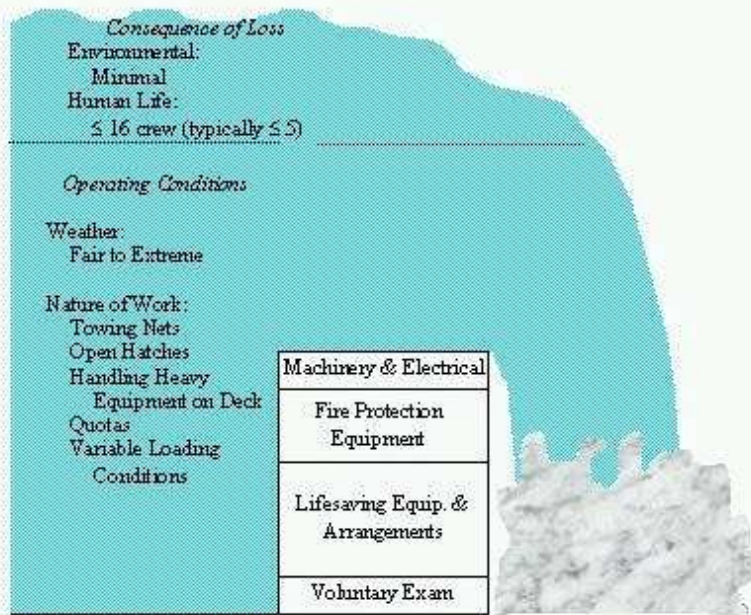 Consequence of Loss
Environmental:
Minimal
Human Life:
≤ 16 crew (typically ≤ 5)
Operating Conditions
Weather:
Fair to Extreme
Nature of Work:
Towing Nets
Open Hatches
Handling Heavy
Equipment on Deck
Quotas
Variable Loading
Conditions
Machinery & Electrical
Fire Protection
Equipment
Lifesaving Equip. &
Arrangements
Voluntary Exam